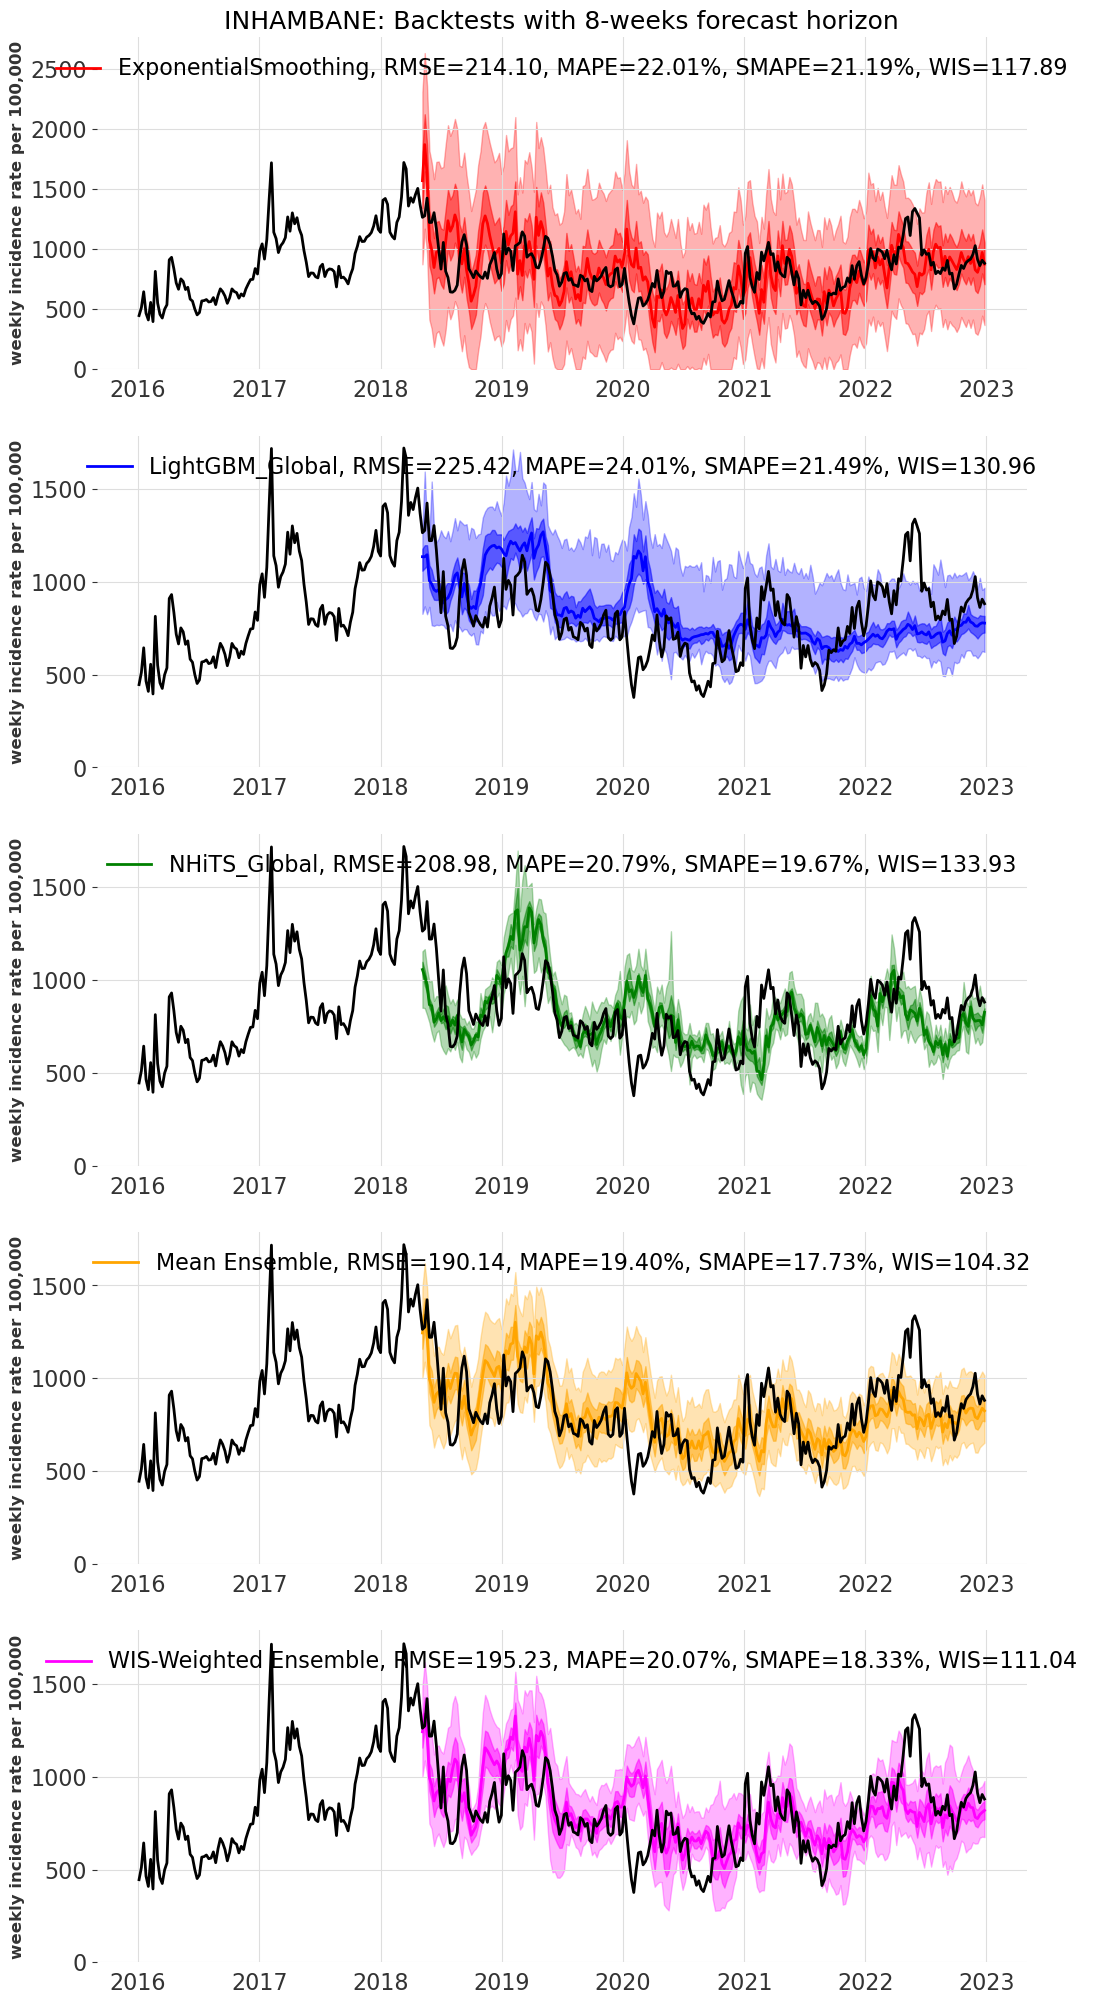 INHAMBANE: Backtests with 8-weeks forecast horizon
ExponentialSmoothing, RMSE=214.10, MAPE=22.01%, SMAPE=21.19%, WIS=117.89
weekly incidence rate per 100,000
2500
2000
1500
1000
500
0
2016 2017 2018 2019 2020 2021 2022 2023
LightGBM_Global, RMSE=225.42, MAPE=24.01%, SMAPE=21.49%, WIS=130.96
weekly incidence rate per 100,000
1500
1000
500
0
2016 2017 2018 2019 2020 2021 2022 2023
NHiTS_Global, RMSE=208.98, MAPE=20.79%, SMAPE=19.67%, WIS=133.93
weekly incidence rate per 100,000
1500
1000
500
0
2016 2017 2018 2019 2020 2021 2022 2023
Mean Ensemble, RMSE=190.14, MAPE=19.40%, SMAPE=17.73%, WIS=104.32
weekly incidence rate per 100,000
1500
1000
500
0
2016 2017 2018 2019 2020 2021 2022 2023
WIS-Weighted Ensemble, RMSE=195.23, MAPE=20.07%, SMAPE=18.33%, WIS=111.04
weekly incidence rate per 100,000
1500
1000
500
0
2016 2017 2018 2019 2020 2021 2022 2023